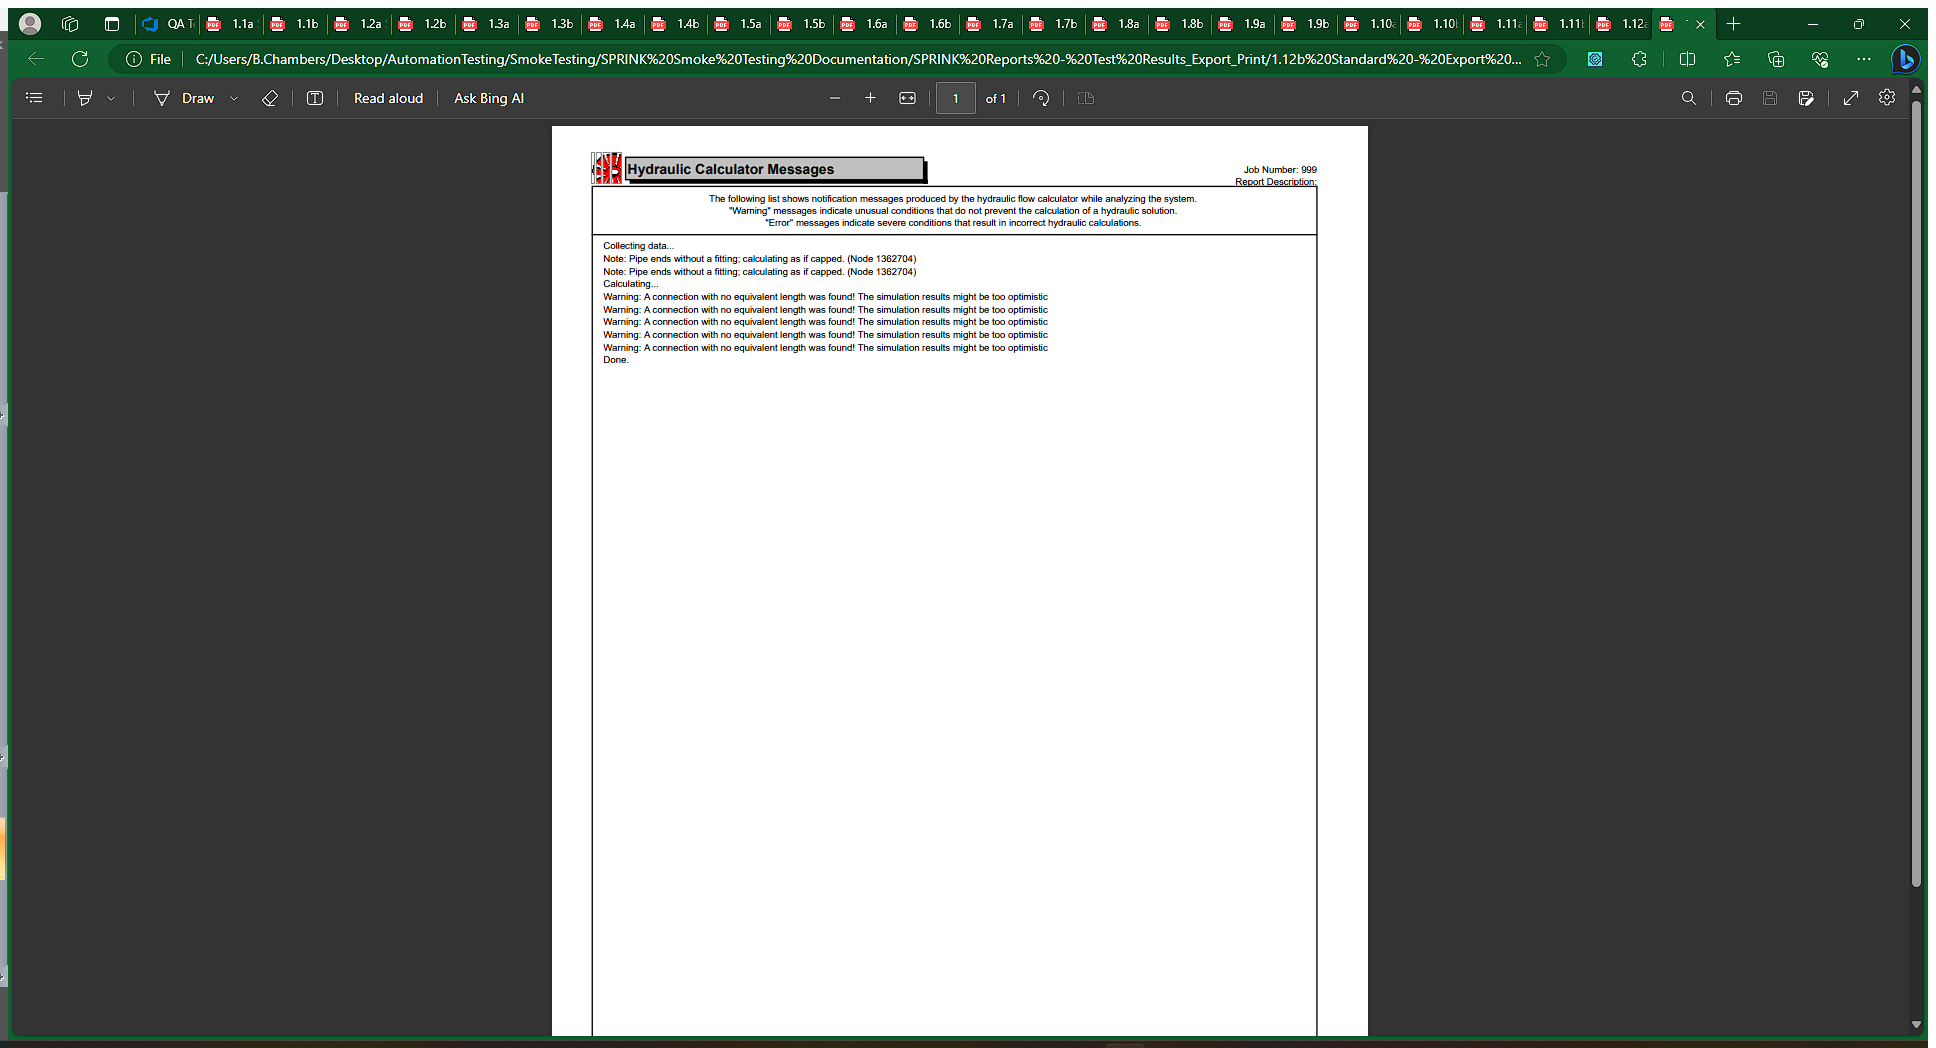 QA T
1.1a
1.1b
1.2a
1.2b
1.3a
1.3b
1.4a
1.4b
1.5a
1.5b
1.6a
1.6b
1.7a
1.7b
1.8a
1.8b
1.9a
1.9b
1.10a
1.10
1.11a
1.11
1.12a
File
C:/Users/B.Chambers/Desktop/AutomationTesting/SmokeTesting/SPRINK%20Smoke%20Testing%20Documentation/SPRINK%20Reports%20-%20Test%20Results_Export_Print/1.12b%20Standard%20-%20Export%20...
Draw
Read aloud
Ask Bing AI
1 of 1
Hydraulic Calculator Messages
Job Number: 999
Report Description:
The following list shows notification messages produced by the hydraulic flow calculator while analyzing the system.
"Warning" messages indicate unusual conditions that do not prevent the calculation of a hydraulic solution.
"Error" messages indicate severe conditions that result in incorrect hydraulic calculations.
Collecting data...
Note: Pipe ends without a fitting; calculating as if capped. (Node 1362704)
Note: Pipe ends without a fitting; calculating as if capped. (Node 1362704)
Calculating...
Warning: A connection with no equivalent length was found! The simulation results might be too optimistic
Warning: A connection with no equivalent length was found! The simulation results might be too optimistic
Warning: A connection with no equivalent length was found! The simulation results might be too optimistic
Warning: A connection with no equivalent length was found! The simulation results might be too optimistic
Warning: A connection with no equivalent length was found! The simulation results might be too optimistic
Done.